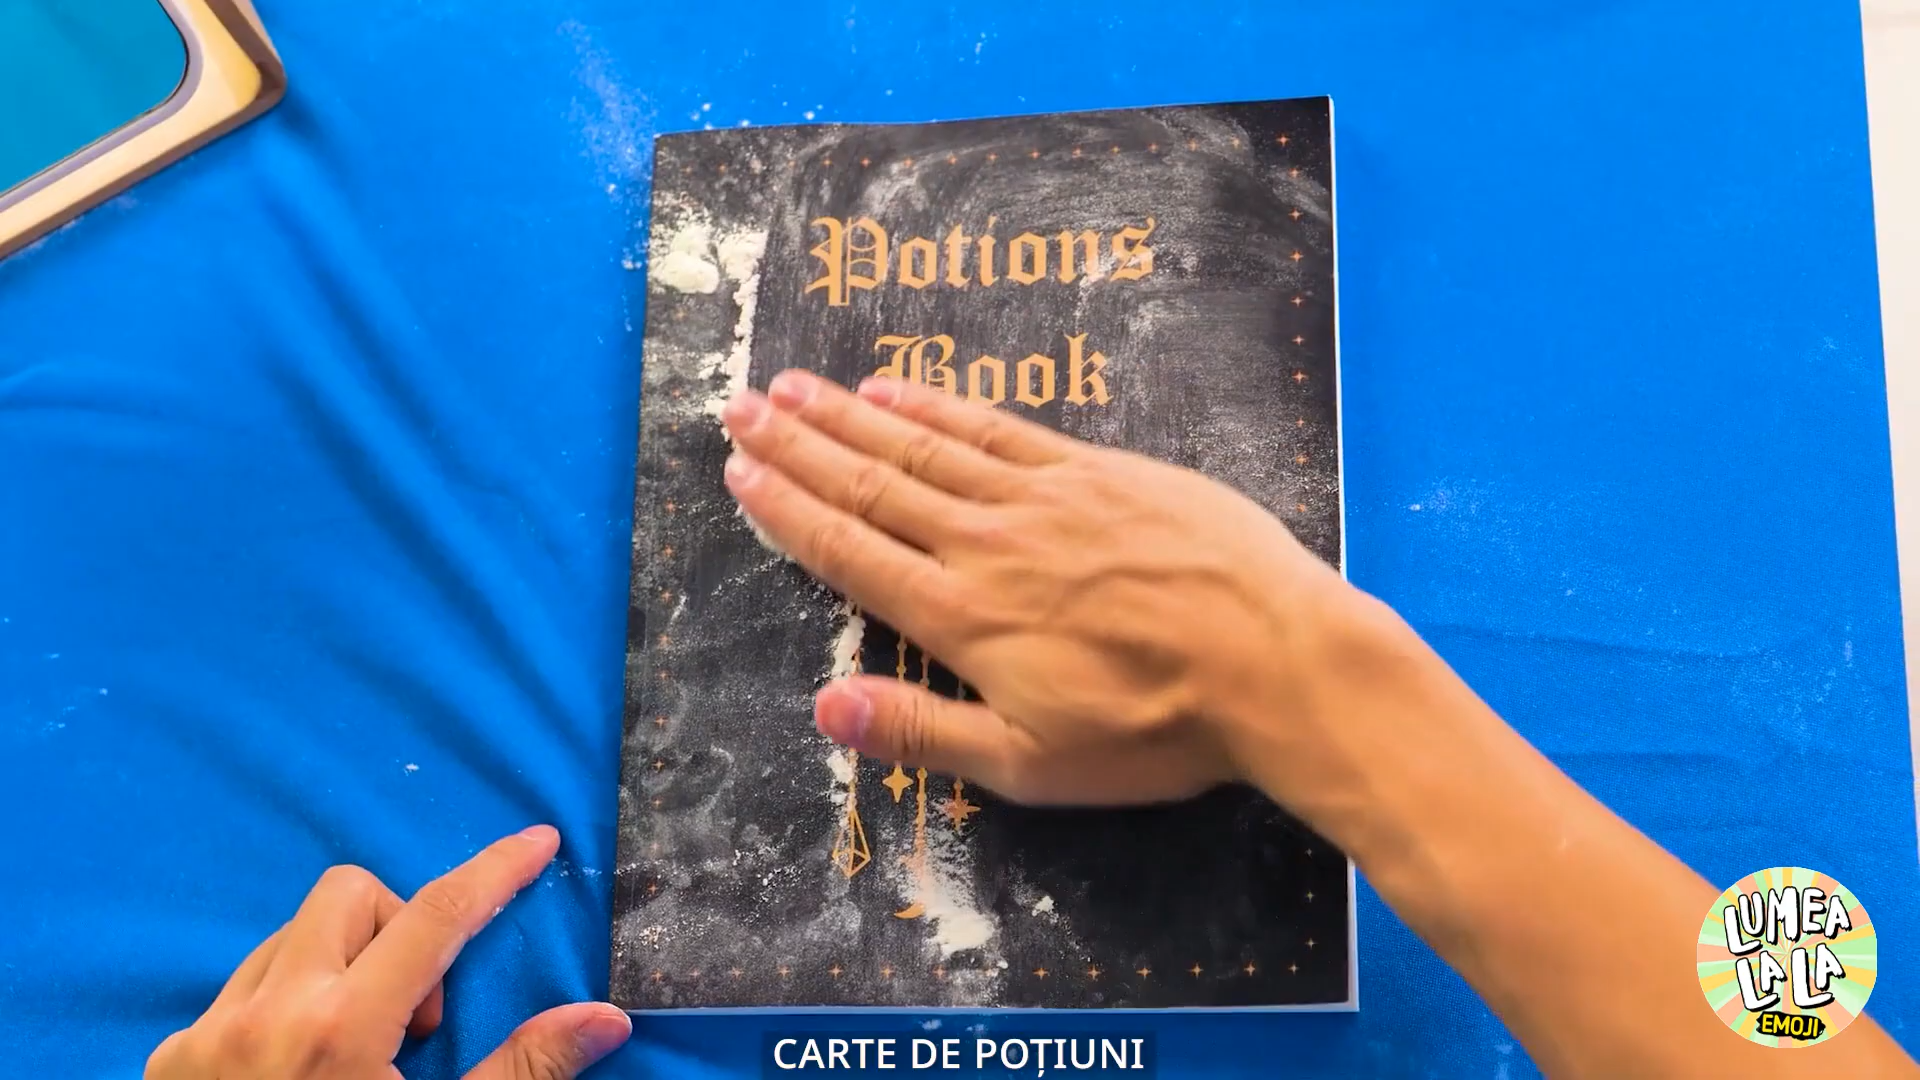 Potions
Book
LUMEA
LA LA
EMOJI
CARTE DE POȚIUNI